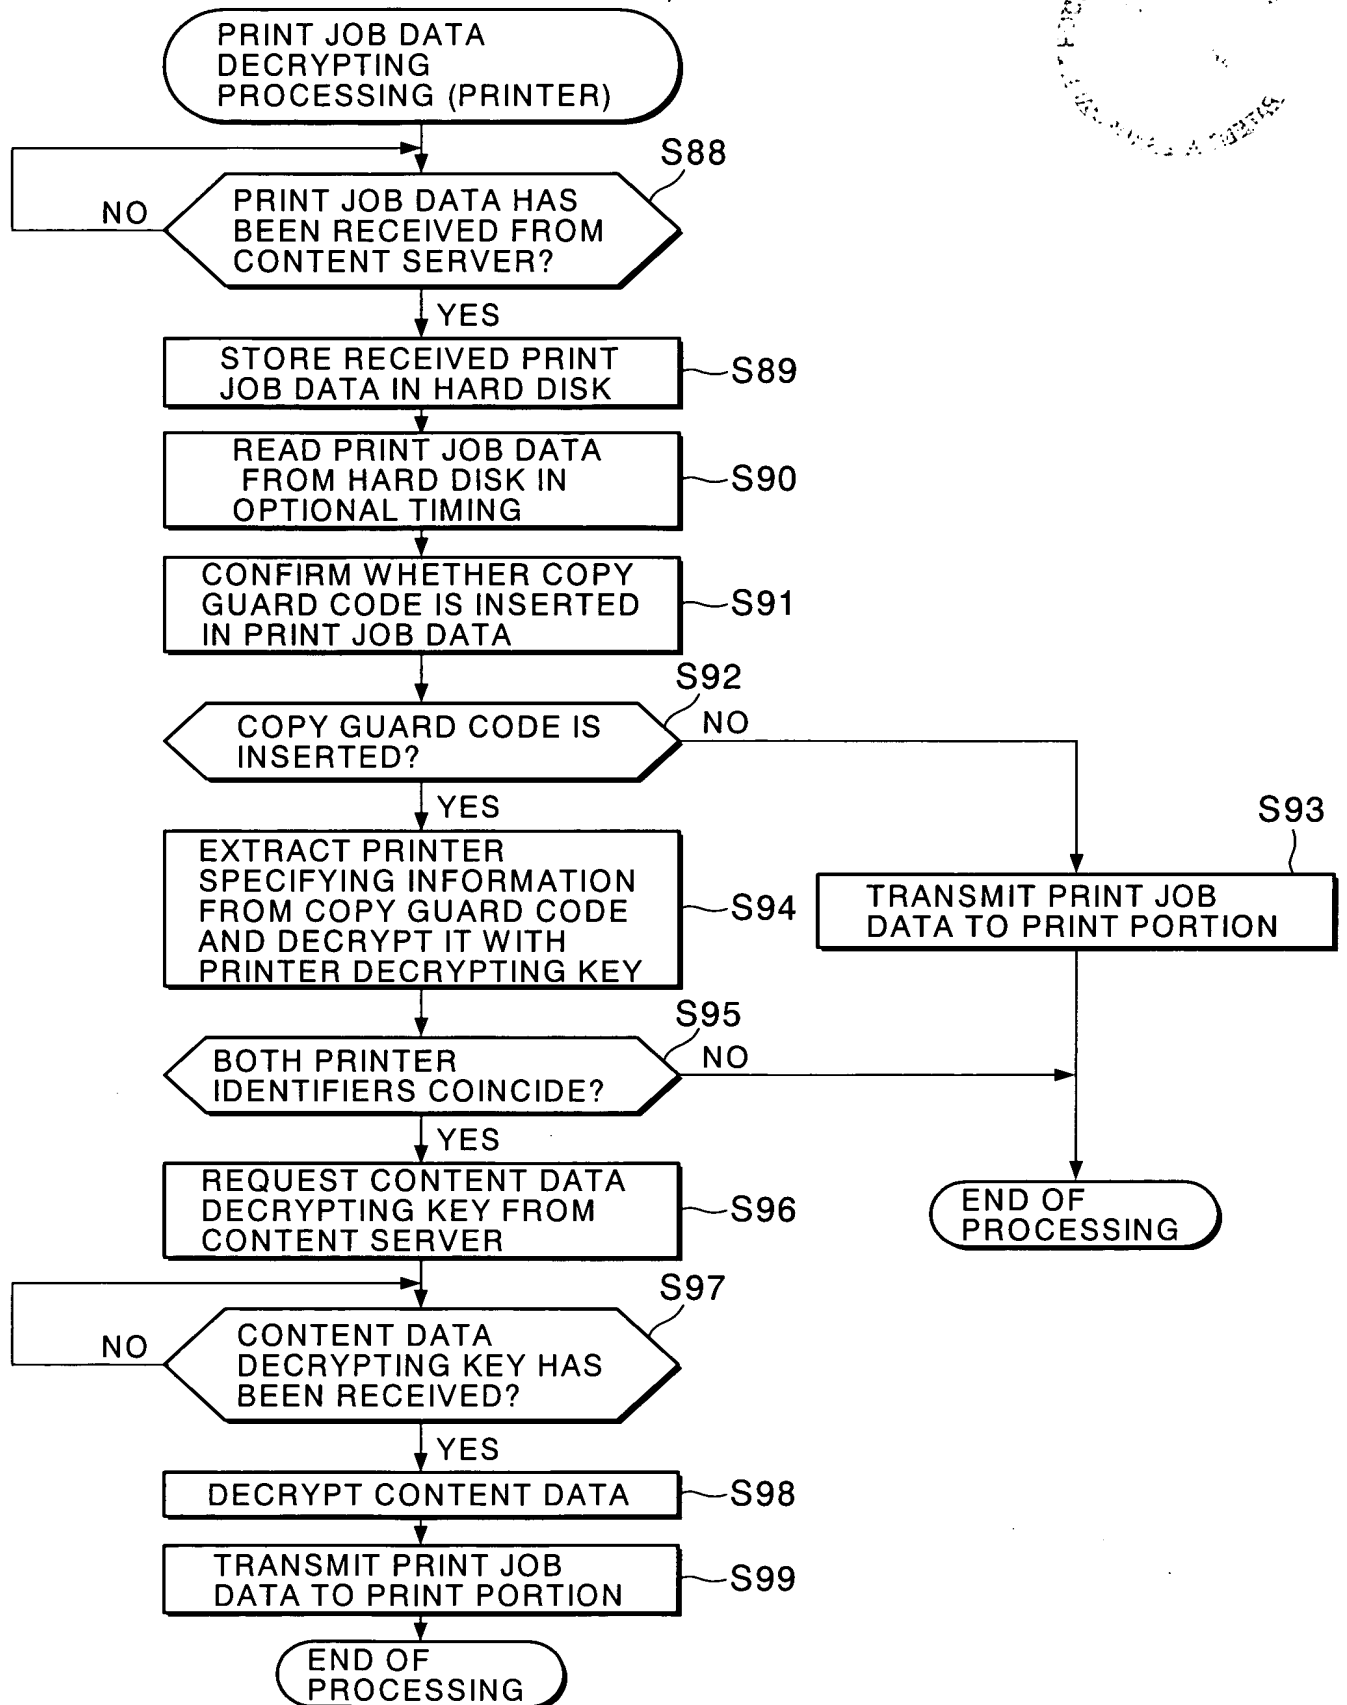 PRINT JOB DATA
DECRYPTING
PROCESSING (PRINTER)
S88
NO
PRINT JOB DATA HAS
BEEN RECEIVED FROM
CONTENT SERVER?
YES
STORE RECEIVED PRINT
JOB DATA IN HARD DISK
S89
READ PRINT JOB DATA
FROM HARD DISK IN
OPTIONAL TIMING
S90
CONFIRM WHETHER COPY
GUARD CODE IS INSERTED
IN PRINT JOB DATA
S91
S92
COPY GUARD CODE IS
INSERTED?
NO
YES
S93
TRANSMIT PRINT JOB
DATA TO PRINT PORTION
EXTRACT PRINTER
SPECIFYING INFORMATION
FROM COPY GUARD CODE
AND DECRYPT IT WITH
PRINTER DECRYPTING KEY
S94
S95
BOTH PRINTER
IDENTIFIERS COINCIDE?
NO
YES
REQUEST CONTENT DATA
DECRYPTING KEY FROM
CONTENT SERVER
S96
END OF
PROCESSING
S97
NO
CONTENT DATA
DECRYPTING KEY HAS
BEEN RECEIVED?
YES
DECRYPT CONTENT DATA
S98
TRANSMIT PRINT JOB
DATA TO PRINT PORTION
S99
END OF
PROCESSING